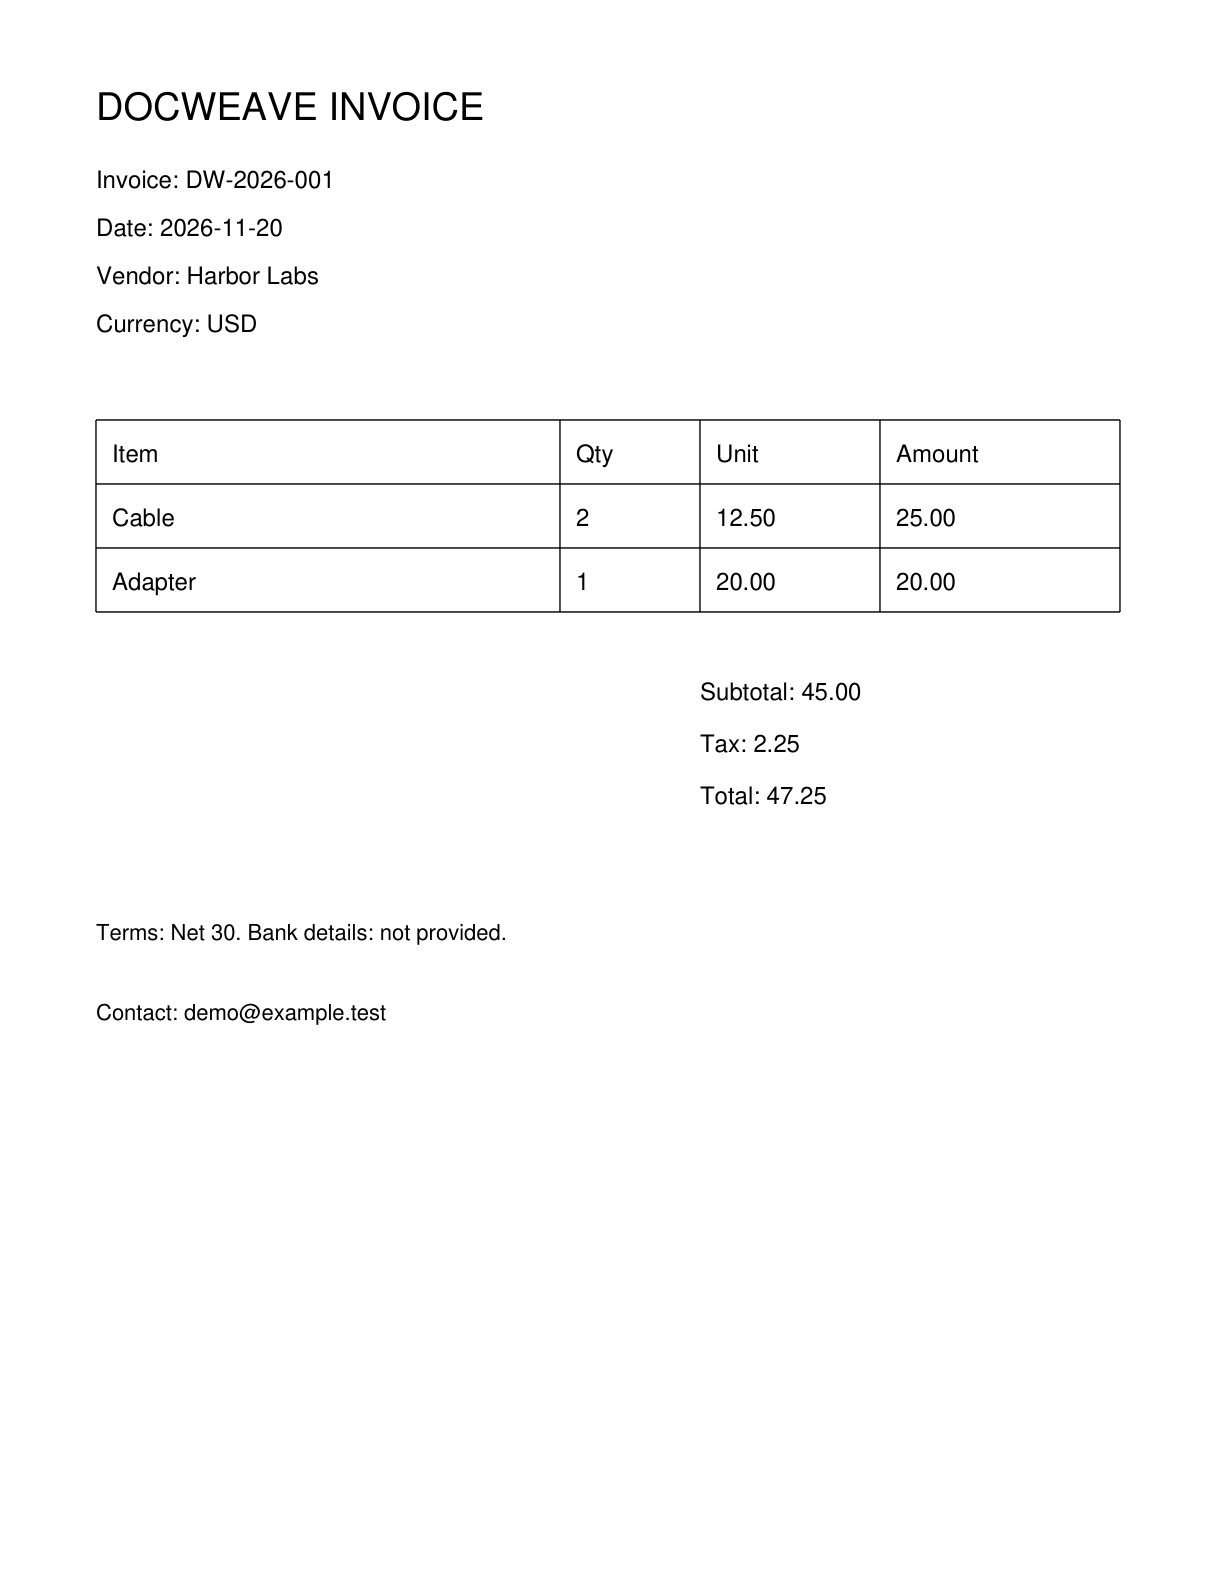 DOCWEAVE INVOICE
Invoice: DW-2026-001
Date: 2026-11-20
Vendor: Harbor Labs
Currency: USD
Item Qty Unit Amount
Cable 2 12.50 25.00
Adapter 1 20.00 20.00
Subtotal: 45.00
Tax: 2.25
Total: 47.25
Terms: Net 30. Bank details: not provided.
Contact: demo@example.test